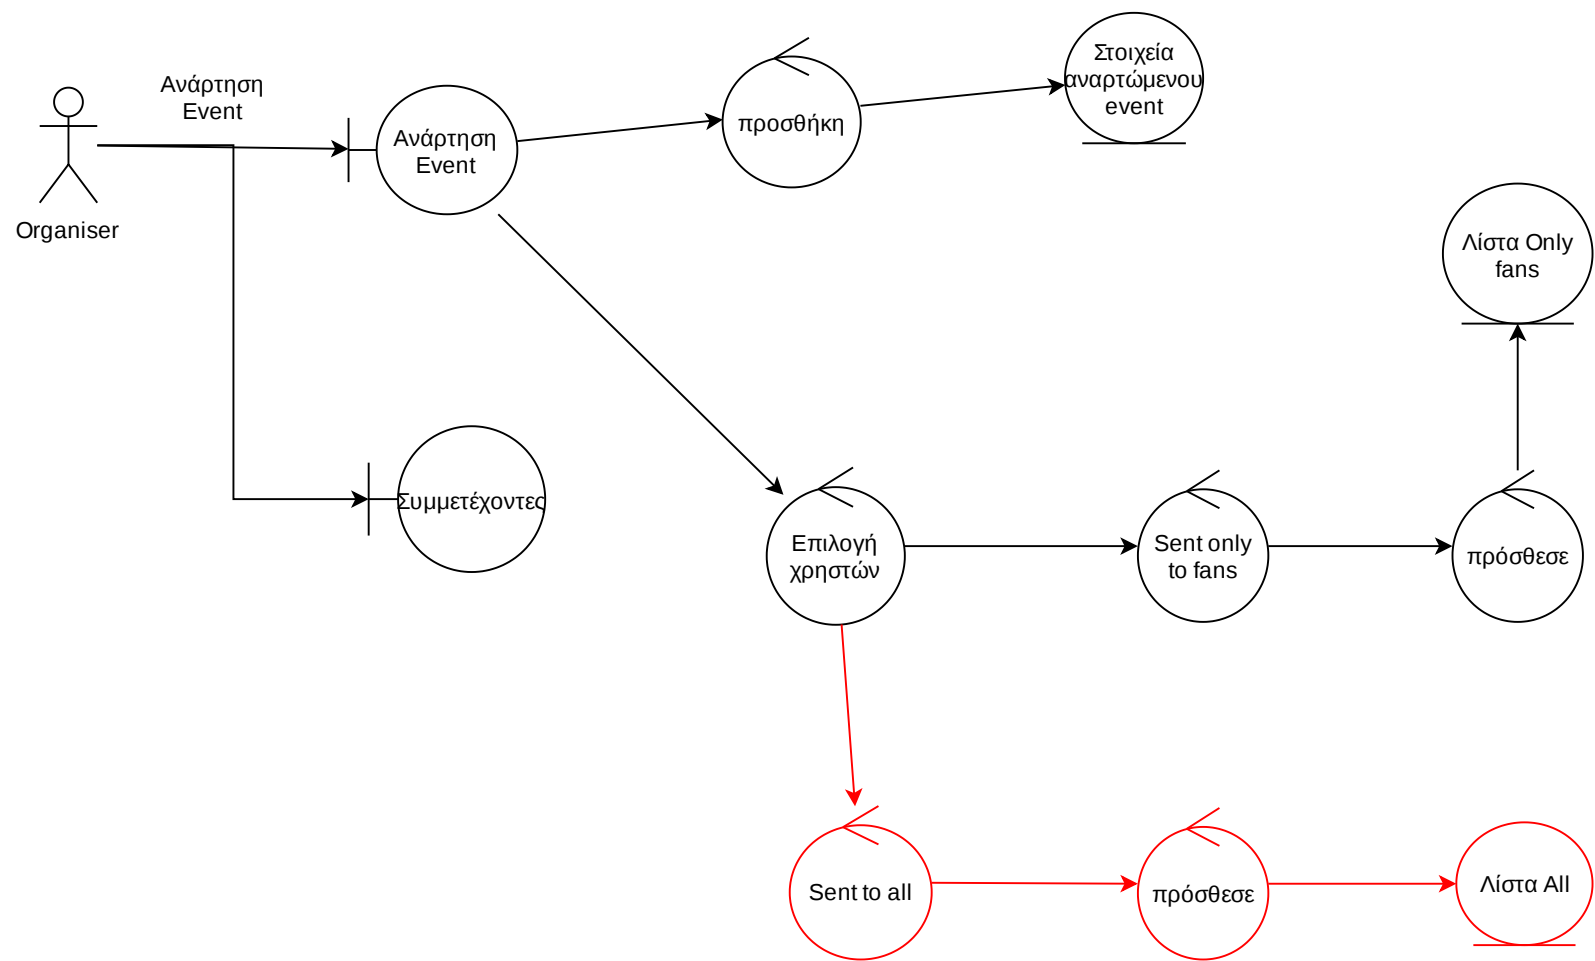 Ανάρτηση
Event
Organiser
Ανάρτηση
Event
προσθήκη
Στοιχεία
αναρτώμενου
event
Λίστα Only
fans
Συμμετέχοντες
Επιλογή
χρηστών
Sent only
to fans
πρόσθεσε
Sent to all
πρόσθεσε
Λίστα All